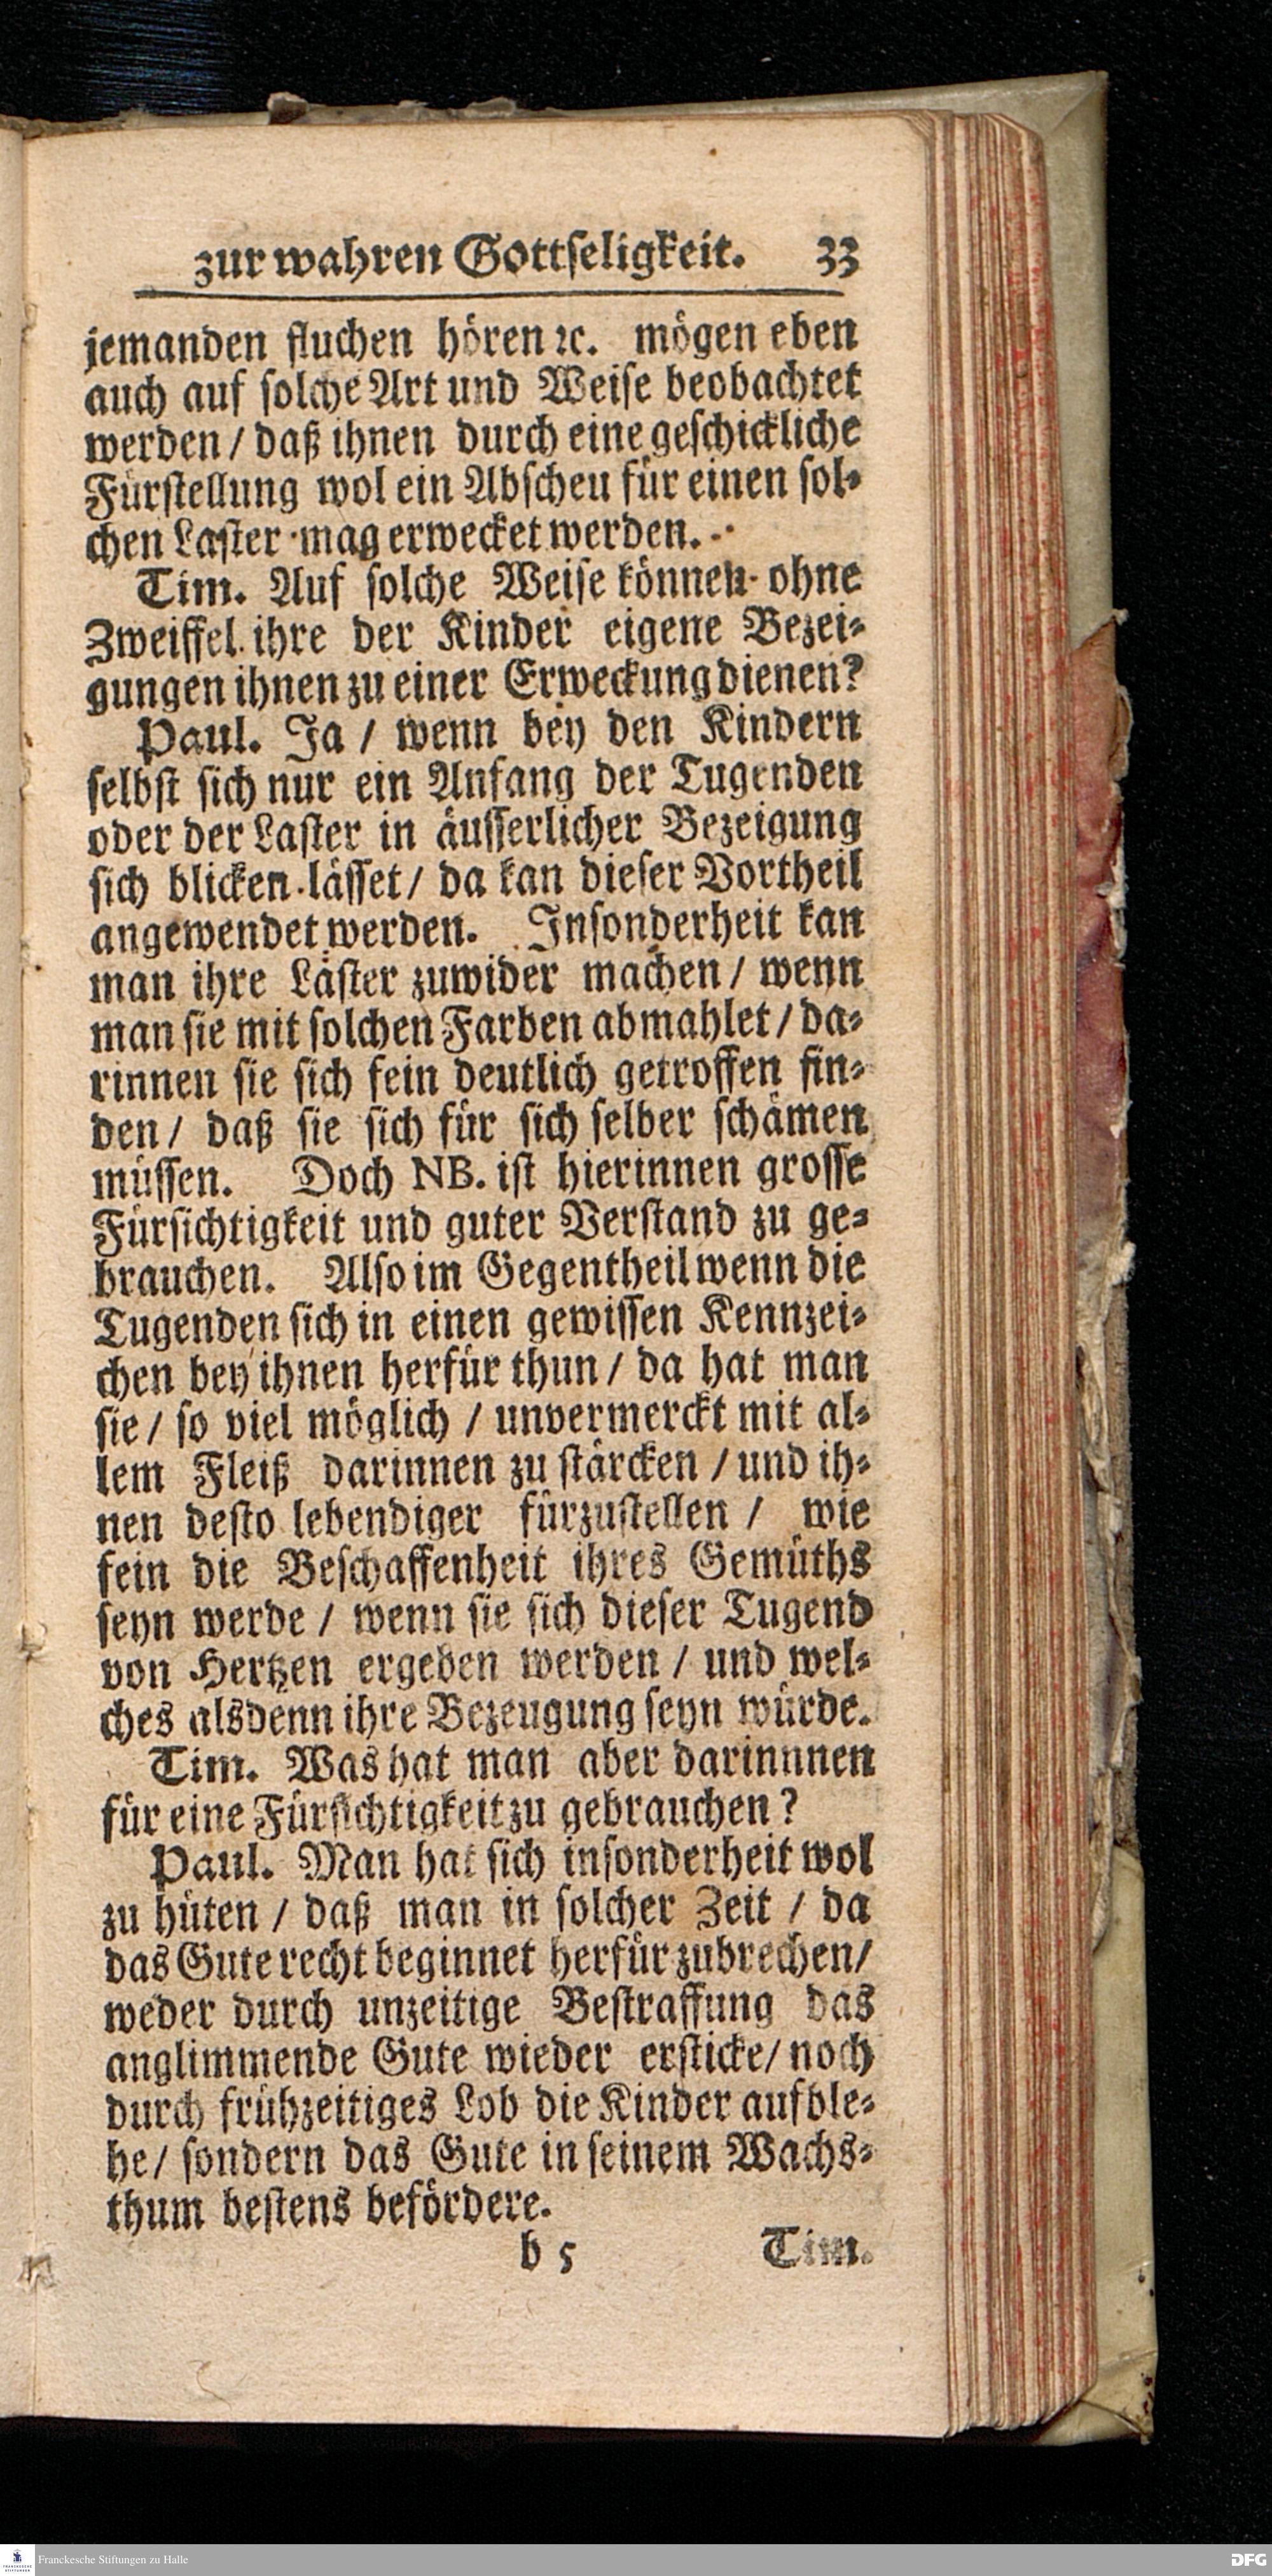 zur wahren Gottseligkeit. 33
jemanden fluchen hören ꝛc. mögen eben
auch auf solche Art und Weise beobachtet
werden / daß ihnen durch eine geschickliche
Fürstellung wol ein Abscheu für einen sol-
chen Laster mag erwecket werden.
Tim. Auf solche Weise können ohne
Zweiffel ihre der Kinder eigene Bezei-
gungen ihnen zu einer Erweckung dienen?
Paul. Ja / wenn bey den Kindern
selbst sich nur ein Anfang der Tugenden
oder der Laster in äusserlicher Bezeigung
sich blicken lässet / da kan dieser Vortheil
angewendet werden. Insonderheit kan
man ihre Laster zuwider machen / wenn
man sie mit solchen Farben abmahlet / da-
rinnen sie sich fein deutlich getroffen fin-
den / daß sie sich für sich selber schämen
müssen. Doch NB. ist hierinnen grosse
Fürsichtigkeit und guter Verstand zu ge-
brauchen. Also im Gegentheil wenn die
Tugenden sich in einen gewissen Kennzei-
chen bey ihnen herfür thun / da hat man
sie / so viel möglich / unvermerckt mit al-
lem Fleiß darinnen zu stärcken / und ih-
nen desto lebendiger fürzustellen / wie
fein die Beschaffenheit ihres Gemüths
seyn werde / wenn sie sich dieser Tugend
von Hertzen ergeben werden / und wel-
ches alsdenn ihre Bezeugung seyn würde.
Tim. Was hat man aber darinnnen
für eine Fürsichtigkeit zu gebrauchen?
Paul. Man hat sich insonderheit wol
zu hüten / daß man in solcher Zeit / da
das Gute recht beginnet herfür zubrechen/
weder durch unzeitige Bestraffung das
anglimmende Gute wieder ersticke/ noch
durch frühzeitiges Lob die Kinder aufble-
he/ sondern das Gute in seinem Wachs-
thum bestens befördere.
b 5 Tim.
Franckesche Stiftungen zu Halle
DFG